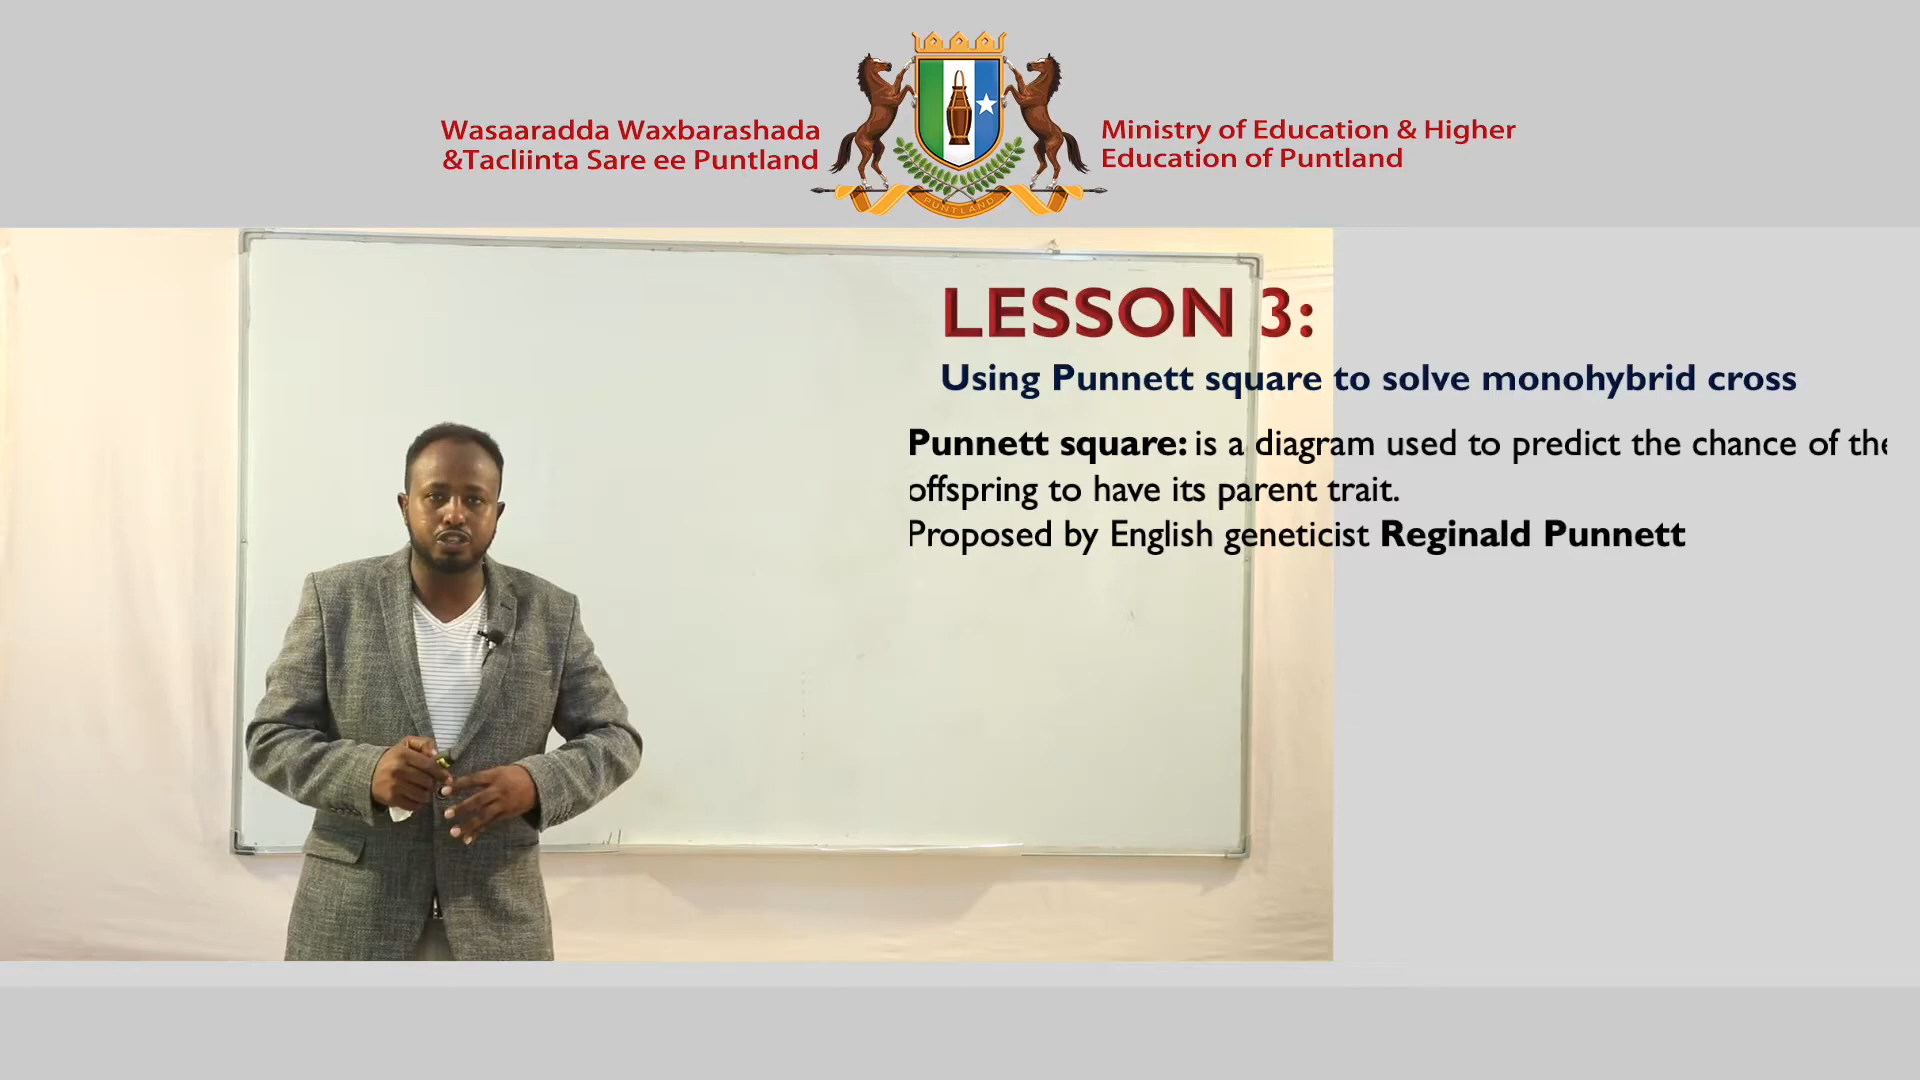 Wasaaradda Waxbarashada
&Tacliinta Sare ee Puntland
Ministry of Education & Higher
Education of Puntland
PUNTLAND
LESSON 3:
Using Punnett square to solve monohybrid cross
Punnett square: is a diagram used to predict the chance of the
offspring to have its parent trait.
Proposed by English geneticist Reginald Punnett